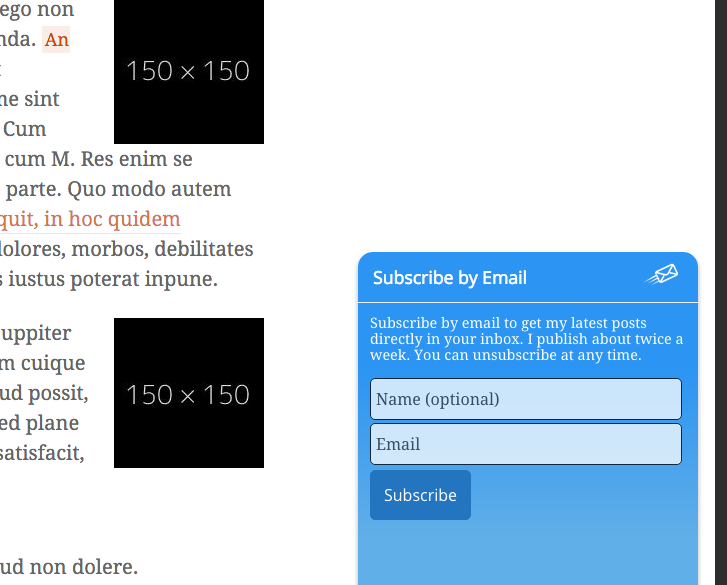 ego non
nda. An
150 × 150
ne sint
Cum
cum M. Res enim se
parte. Quo modo autem
quit, in hoc quidem
dolores, morbos, debilitates
s iustus poterat inpune.
uppiter
150 × 150
m cuique
ud possit,
ed plane
satisfacit,
ud non dolere.
Subscribe by Email
Subscribe by email to get my latest posts
directly in your inbox. I publish about twice a
week. You can unsubscribe at any time.
Name (optional)
Email
Subscribe